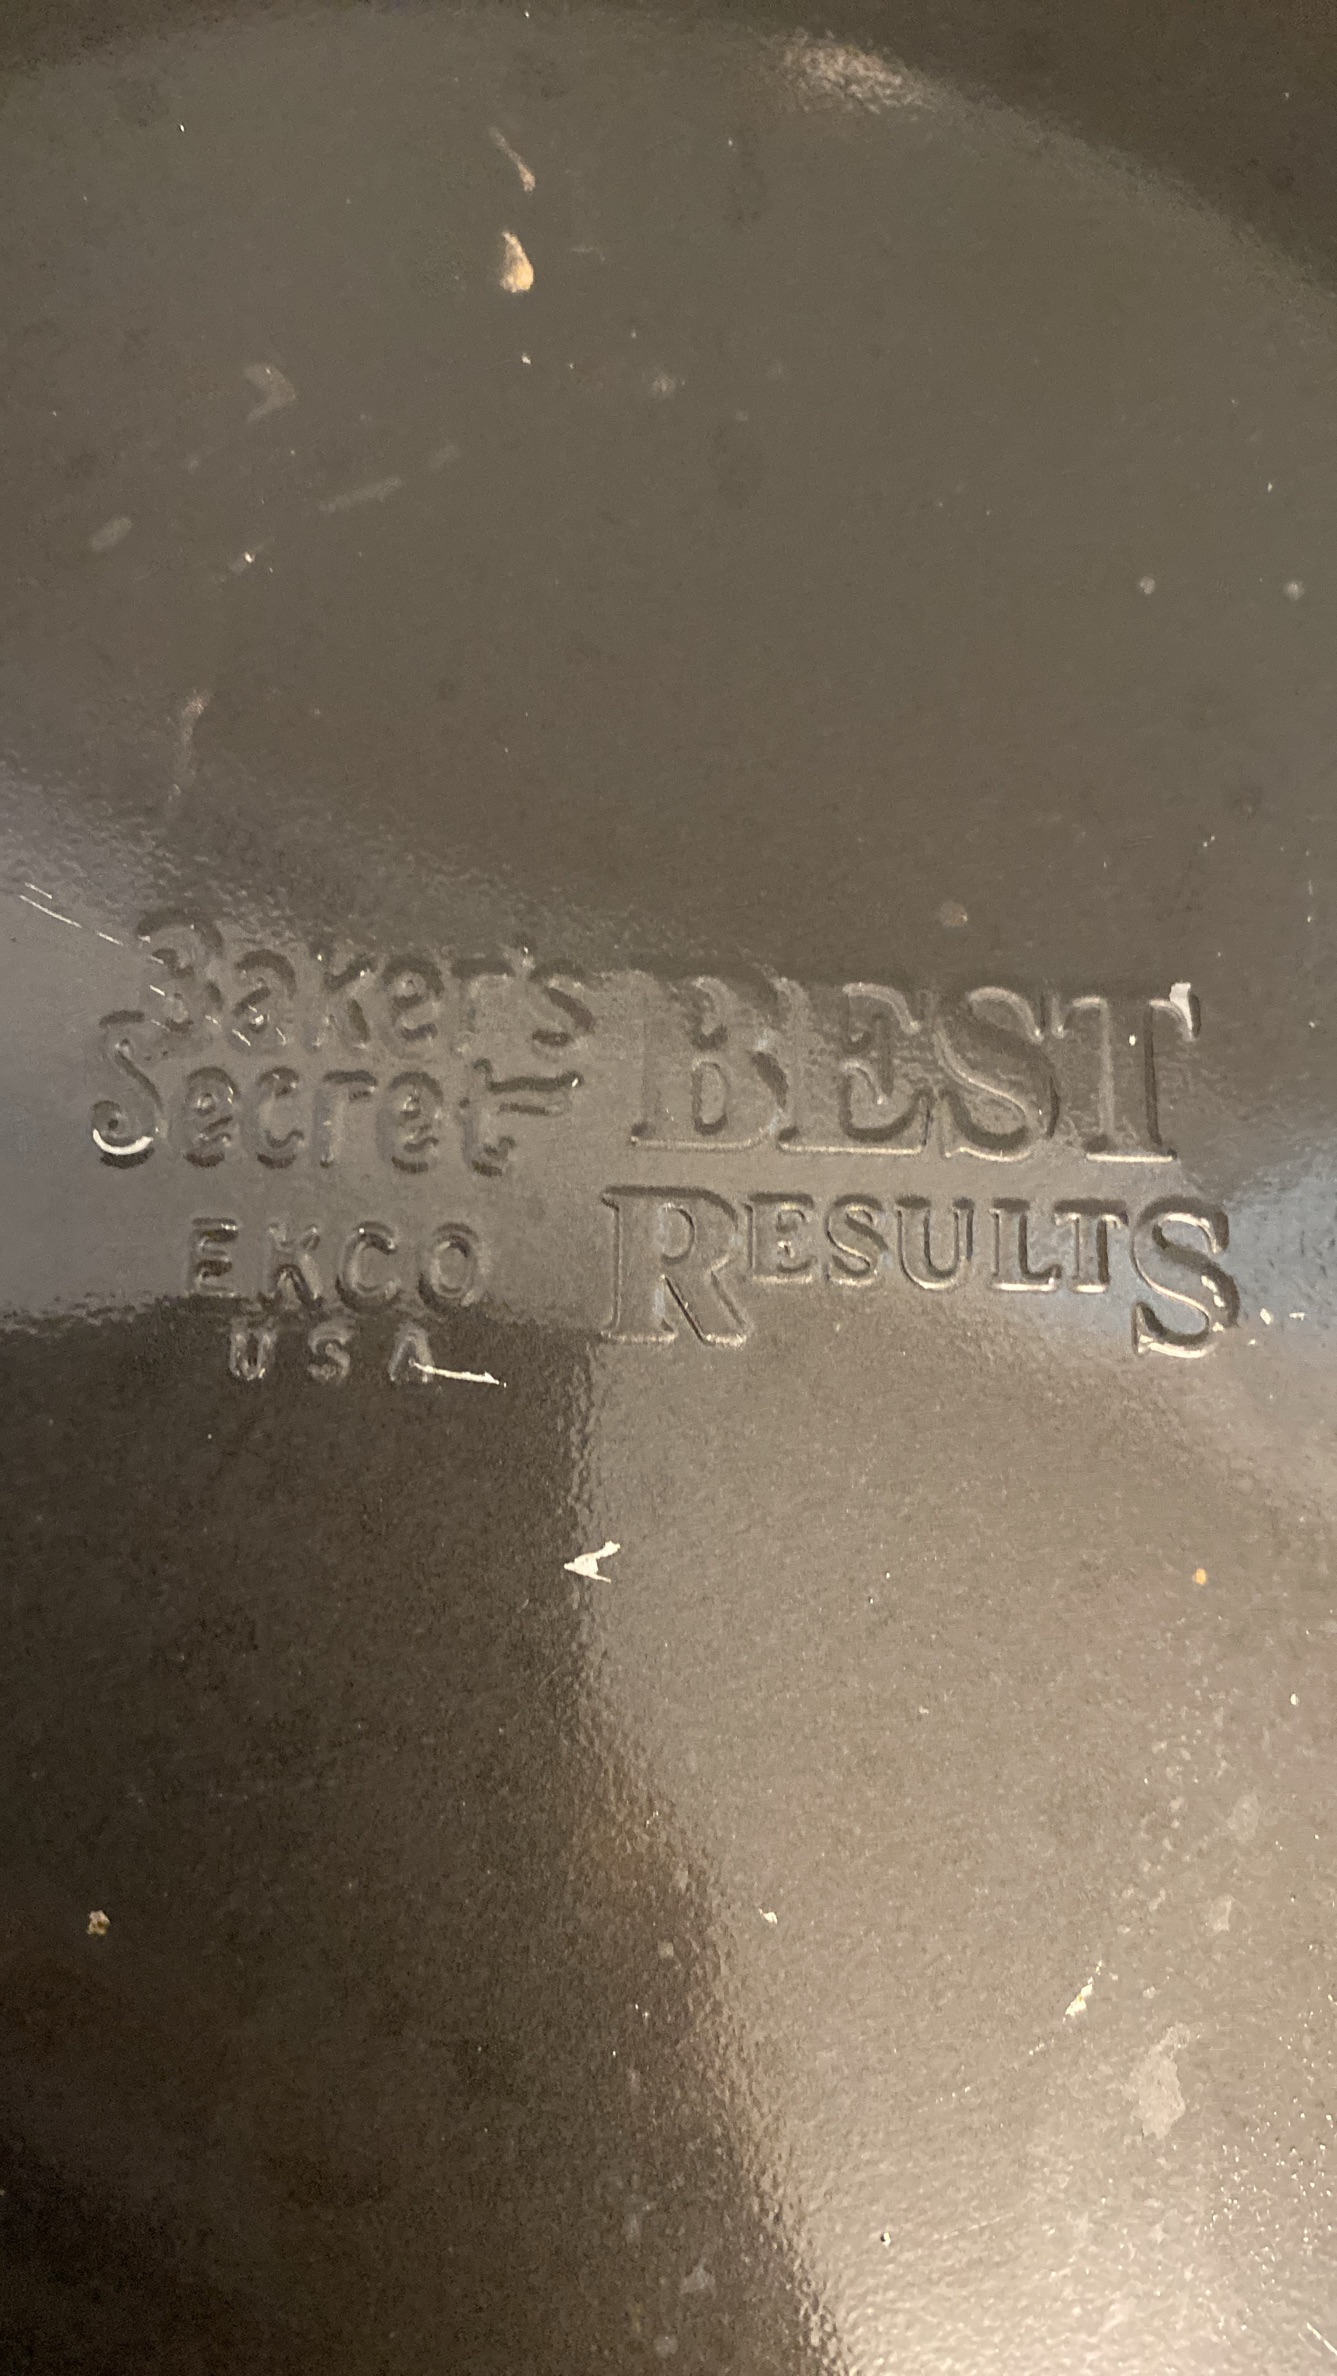 Baker's
Secret
EKCO
USA
BEST
RESULTS